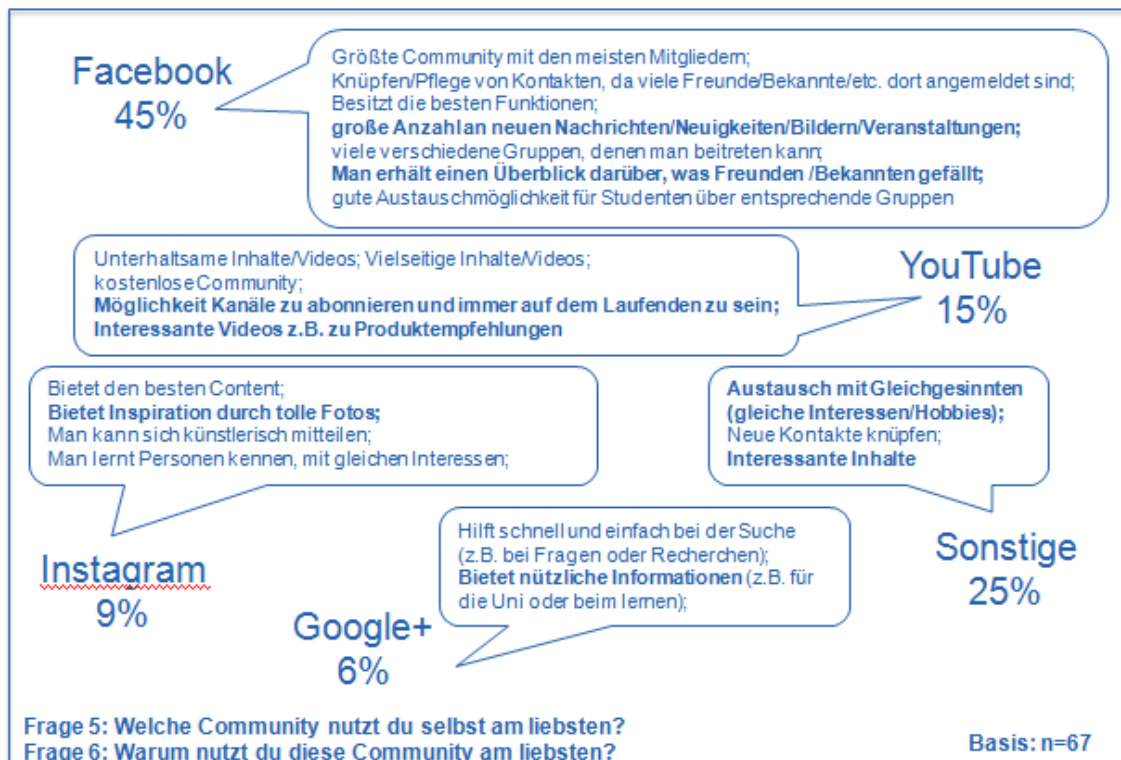 Facebook
45%
Größte Community mit den meisten Mitgliedern;
Knüpfen/Pflege von Kontakten, da viele Freunde/Bekannte/etc. dort angemeldet sind;
Besitzt die besten Funktionen;
große Anzahl an neuen Nachrichten/Neuigkeiten/Bildern/Veranstaltungen;
viele verschiedene Gruppen, denen man beitreten kann;
Man erhält einen Überblick darüber, was Freunden /Bekannten gefällt;
gute Austauschmöglichkeit für Studenten über entsprechende Gruppen
Unterhaltsame Inhalte/Videos; Vielseitige Inhalte/Videos;
kostenlose Community;
Möglichkeit Kanäle zu abonnieren und immer auf dem Laufenden zu sein;
Interessante Videos z.B. zu Produktempfehlungen
YouTube
15%
Bietet den besten Content;
Bietet Inspiration durch tolle Fotos;
Man kann sich künstlerisch mitteilen;
Man lernt Personen kennen, mit gleichen Interessen;
Instagram
9%
Austausch mit Gleichgesinnten
(gleiche Interessen/Hobbies);
Neue Kontakte knüpfen;
Interessante Inhalte
Sonstige
25%
Hilft schnell und einfach bei der Suche
(z.B. bei Fragen oder Recherchen);
Bietet nützliche Informationen (z.B. für
die Uni oder beim lernen);
Google+
6%
Frage 5: Welche Community nutzt du selbst am liebsten?
Frage 6: Warum nutzt du diese Community am liebsten?
Basis: n=67